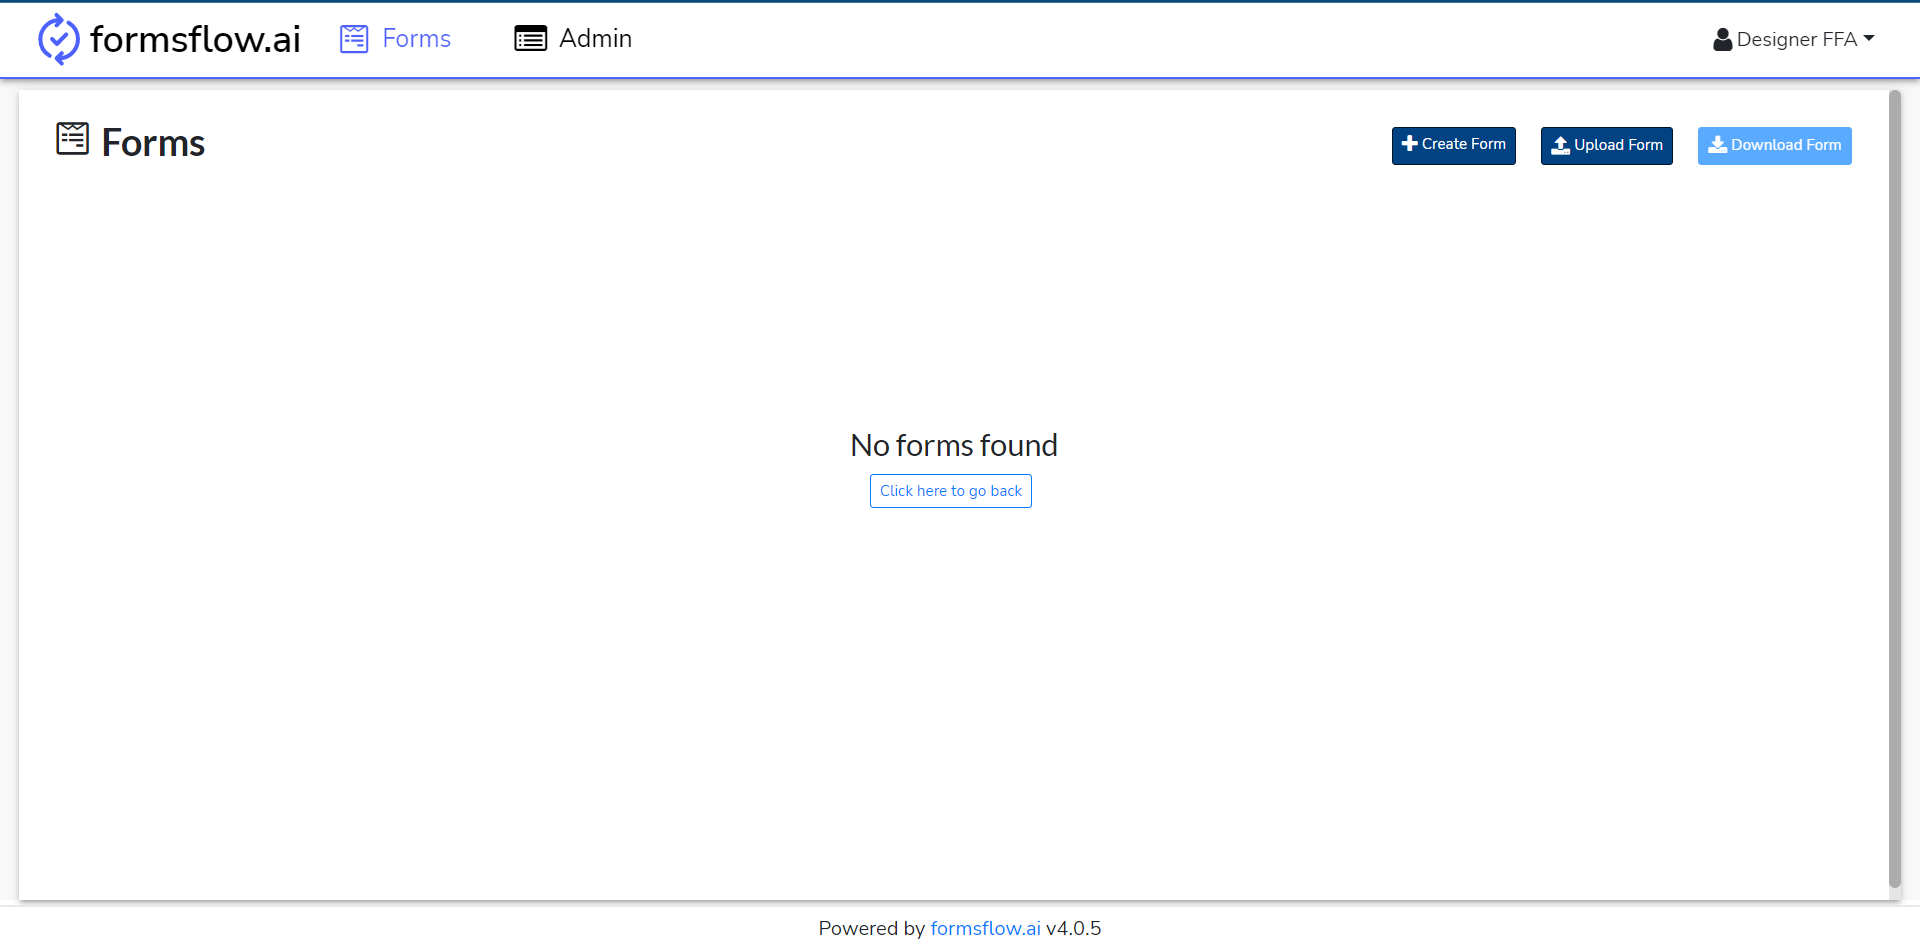 formsflow.ai Forms Admin Designer FFA
Forms Create Form Upload Form Download Form
No forms found
Click here to go back
Powered by formsflow.ai v4.0.5